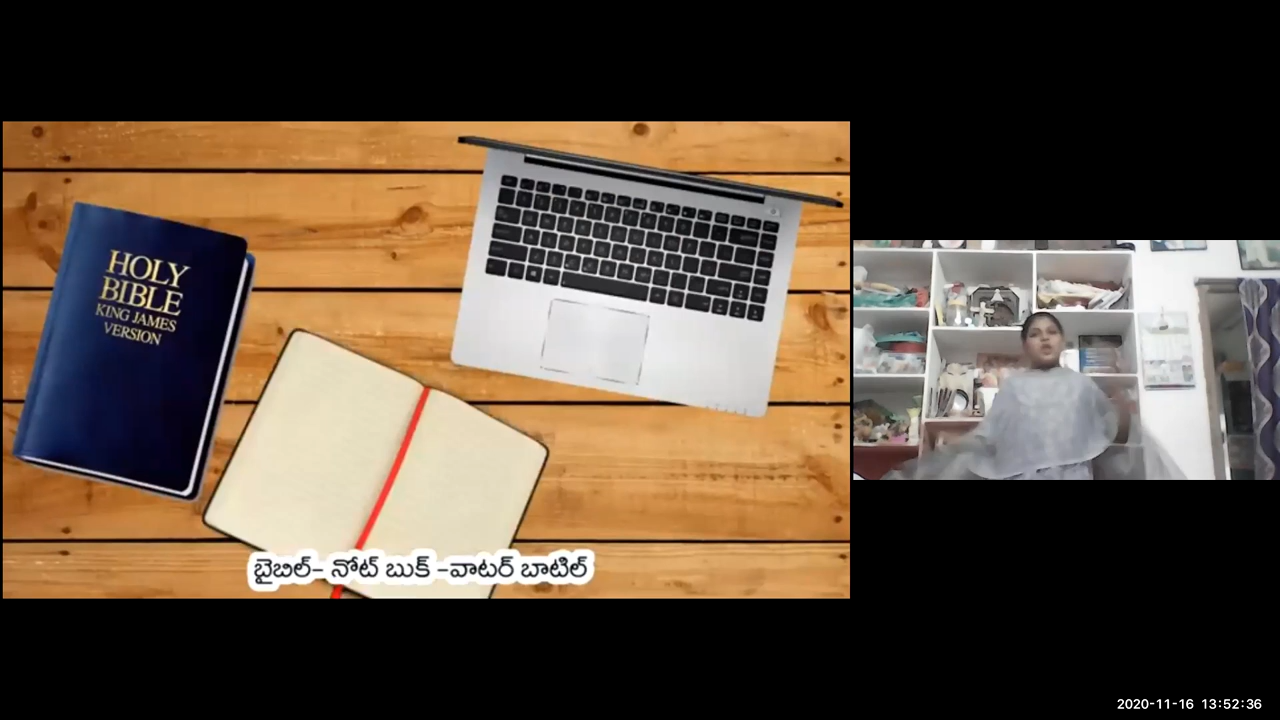 HOLY
BIBLE
KING JAMES
VERSION
బైబిల్- నోట్ బుక్ -వాటర్ బాటిల్
2020-11-16 13:52:36